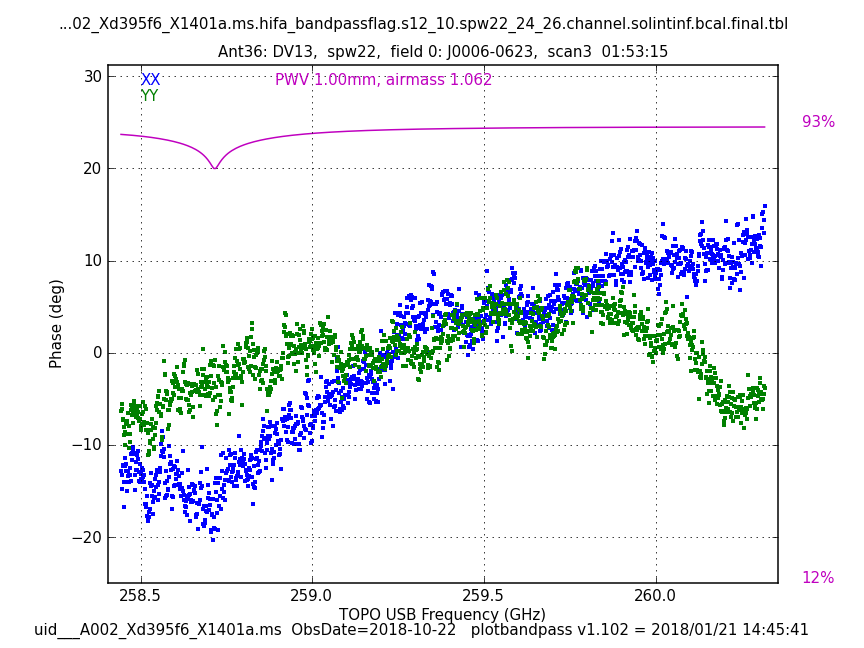 ...02_Xd395f6_X1401a.ms.hifa_bandpassflag.s12_10.spw22_24_26.channel.solintinf.bcal.final.tbl
Ant36: DV13,  spw22,  field 0: J0006-0623,  scan3  01:53:15
XX
YY
PWV 1.00mm, airmass 1.062
93%
12%
30
20
10
0
−10
−20
Phase (deg)
258.5
259.0
259.5
260.0
TOPO USB Frequency (GHz)
uid___A002_Xd395f6_X1401a.ms  ObsDate=2018-10-22   plotbandpass v1.102 = 2018/01/21 14:45:41